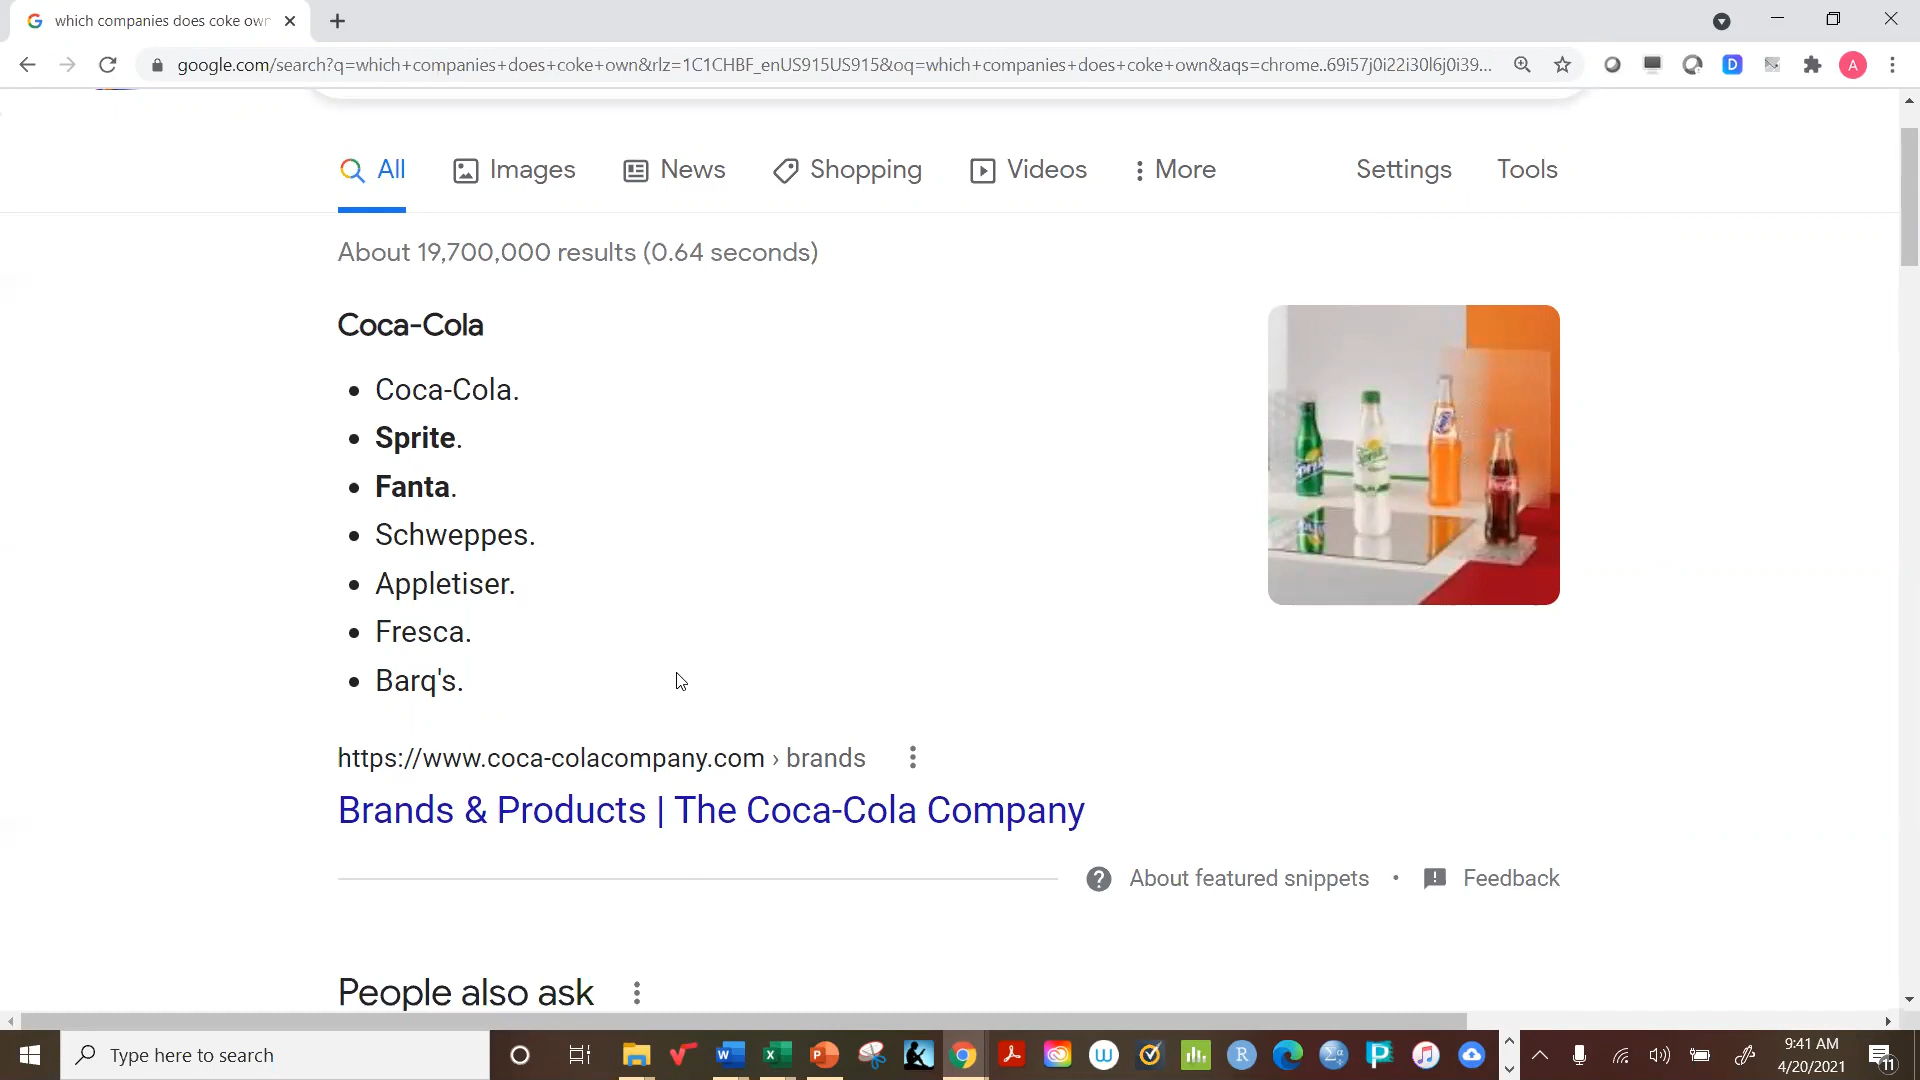 which companies does coke own
google.com/search?q=which+companies+does+coke+own&rlz=1C1CHBF_enUS915US915&oq=which+companies+does+coke+own&aqs=chrome..69i57j0i22i30l6j0i39...
A
All
Images
News
Shopping
Videos
More
Settings
Tools
About 19,700,000 results (0.64 seconds)
Coca-Cola
• Coca-Cola.
• Sprite.
• Fanta.
• Schweppes.
• Appletiser.
• Fresca.
• Barq's.
https://www.coca-colacompany.com › brands
Brands & Products | The Coca-Cola Company
About featured snippets • Feedback
People also ask
Type here to search
9:41 AM
4/20/2021
11